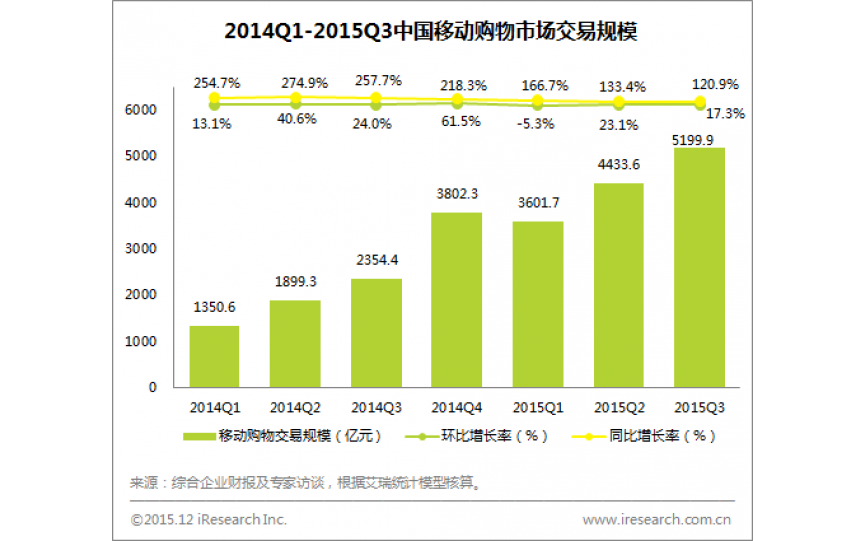 2014Q1-2015Q3中国移动购物市场交易规模
254.7% 274.9% 257.7% 218.3% 166.7% 133.4% 120.9%
13.1% 40.6% 24.0% 61.5% -5.3% 23.1% 17.3%
6000
5000
4000
3000
2000
1000
0
1350.6 1899.3 2354.4 3802.3 3601.7 4433.6 5199.9
2014Q1 2014Q2 2014Q3 2014Q4 2015Q1 2015Q2 2015Q3
移动购物交易规模（亿元） 环比增长率（%） 同比增长率（%）
来源：综合企业财报及专家访谈，根据艾瑞统计模型核算。
©2015.12 iResearch Inc. www.iresearch.com.cn